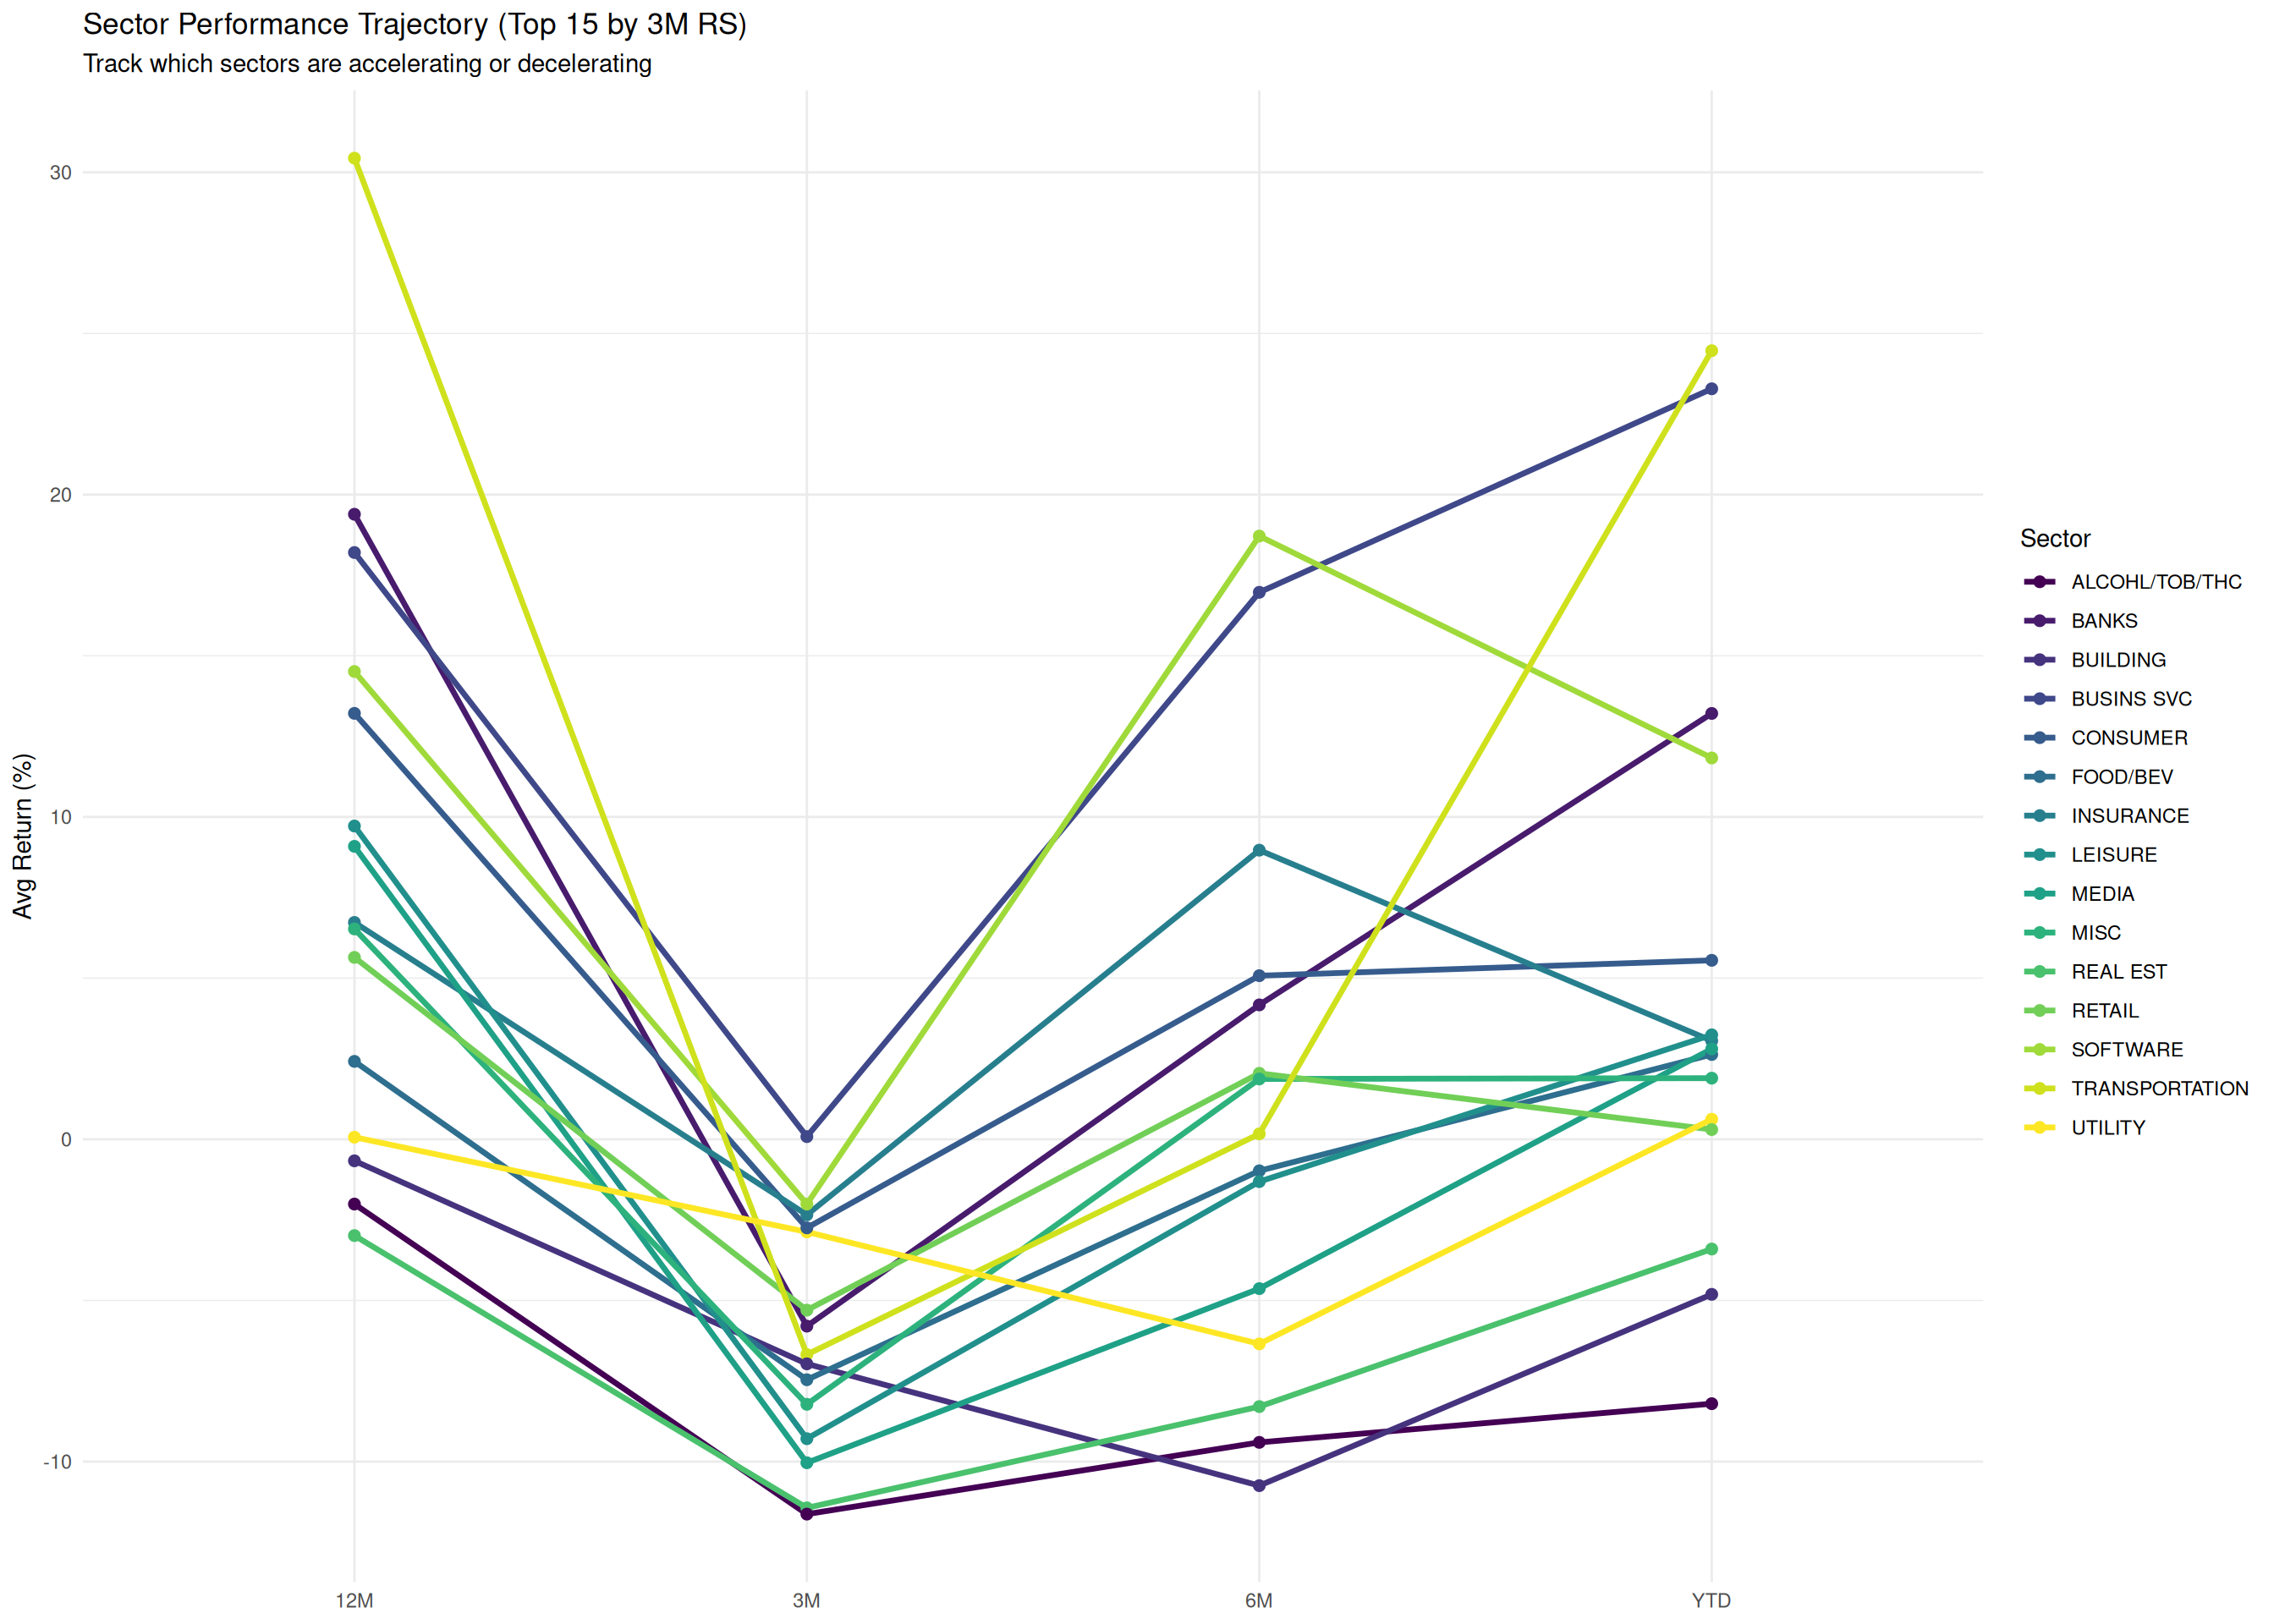 Sector Performance Trajectory (Top 15 by 3M RS)
Track which sectors are accelerating or decelerating
Avg Return (%)
30
20
10
0
-10
12M
3M
6M
YTD
Sector
ALCOHL/TOB/THC
BANKS
BUILDING
BUSINS SVC
CONSUMER
FOOD/BEV
INSURANCE
LEISURE
MEDIA
MISC
REAL EST
RETAIL
SOFTWARE
TRANSPORTATION
UTILITY